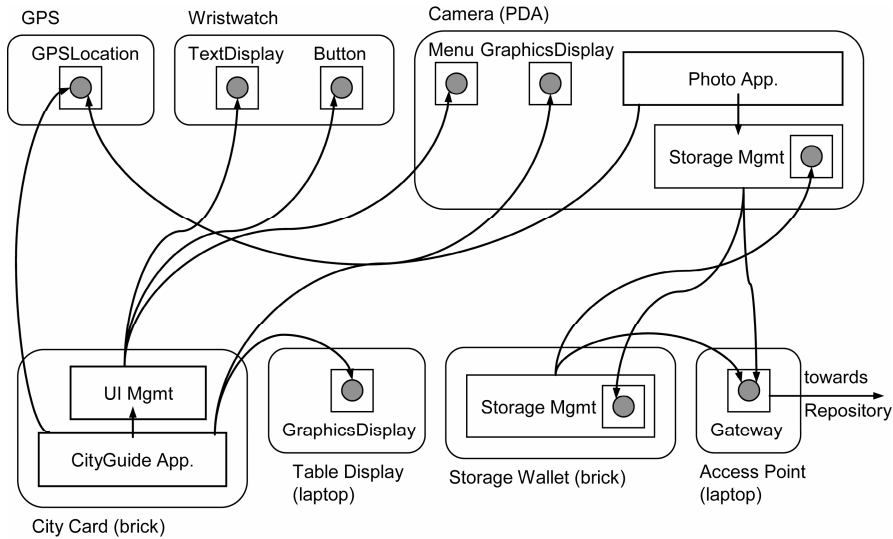 GPS
Wristwatch
Camera (PDA)
GPSLocation
TextDisplay
Button
Menu
GraphicsDisplay
Photo App.
Storage Mgmt
UI Mgmt
CityGuide App.
City Card (brick)
GraphicsDisplay
Table Display
(laptop)
Storage Mgmt
Storage Wallet (brick)
Gateway
Access Point
(laptop)
towards
Repository